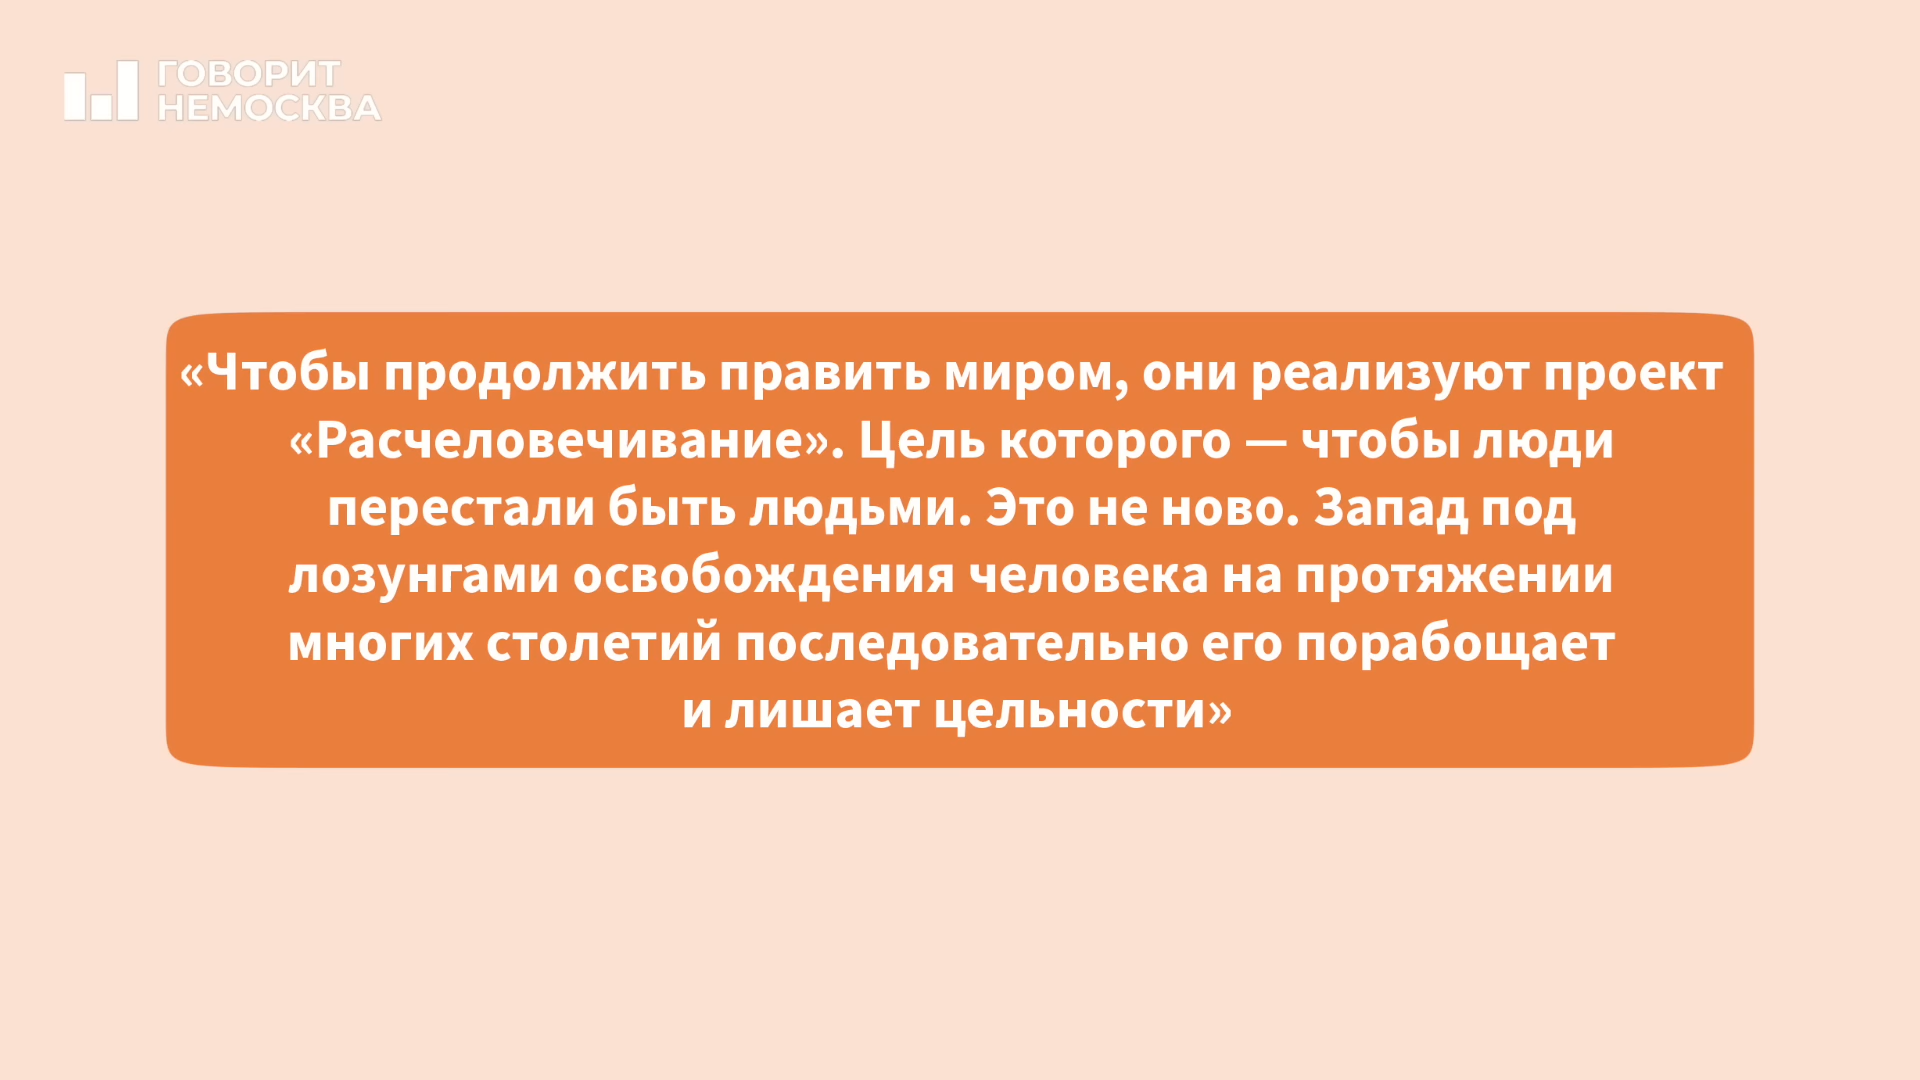 ГОВОРИТ
НЕМОСКВА
«Чтобы продолжить править миром, они реализуют проект
«Расчеловечивание». Цель которого — чтобы люди
перестали быть людьми. Это не ново. Запад под
лозунгами освобождения человека на протяжении
многих столетий последовательно его порабощает
и лишает цельности»